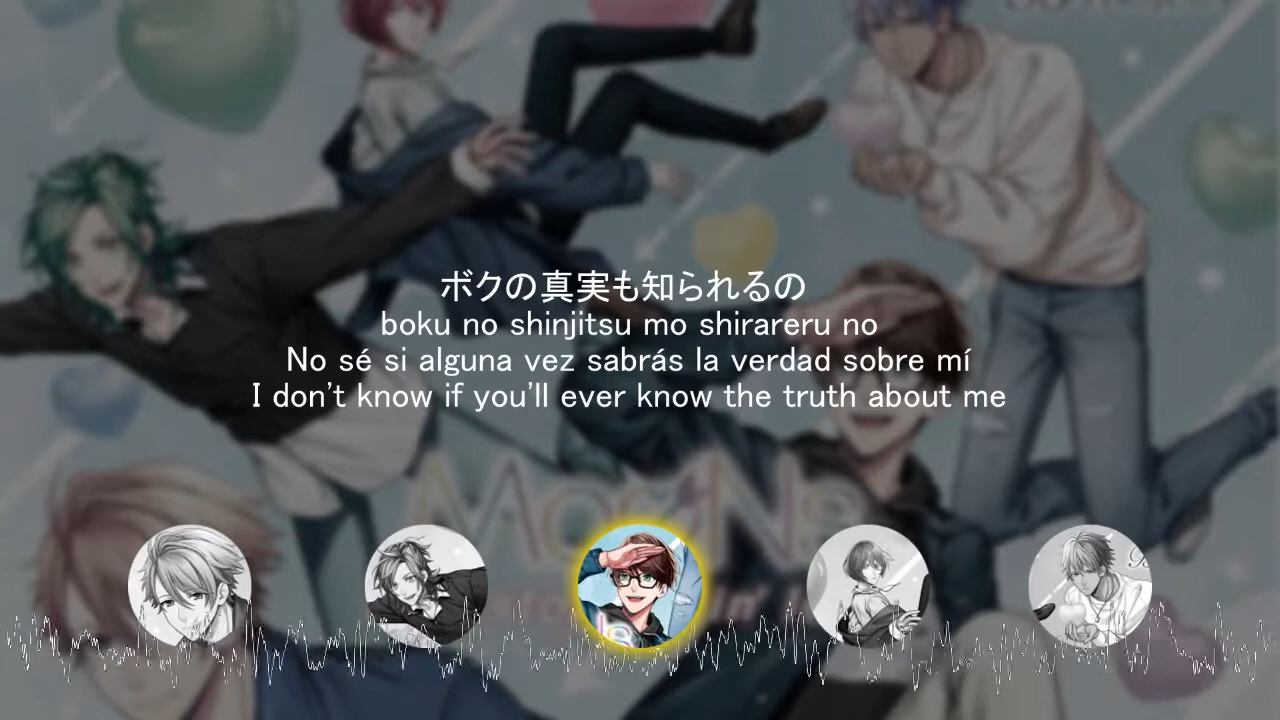 ボクの真実も知られるの
boku no shinjitsu mo shirareru no
No sé si alguna vez sabrás la verdad sobre mí
I don't know if you'll ever know the truth about me